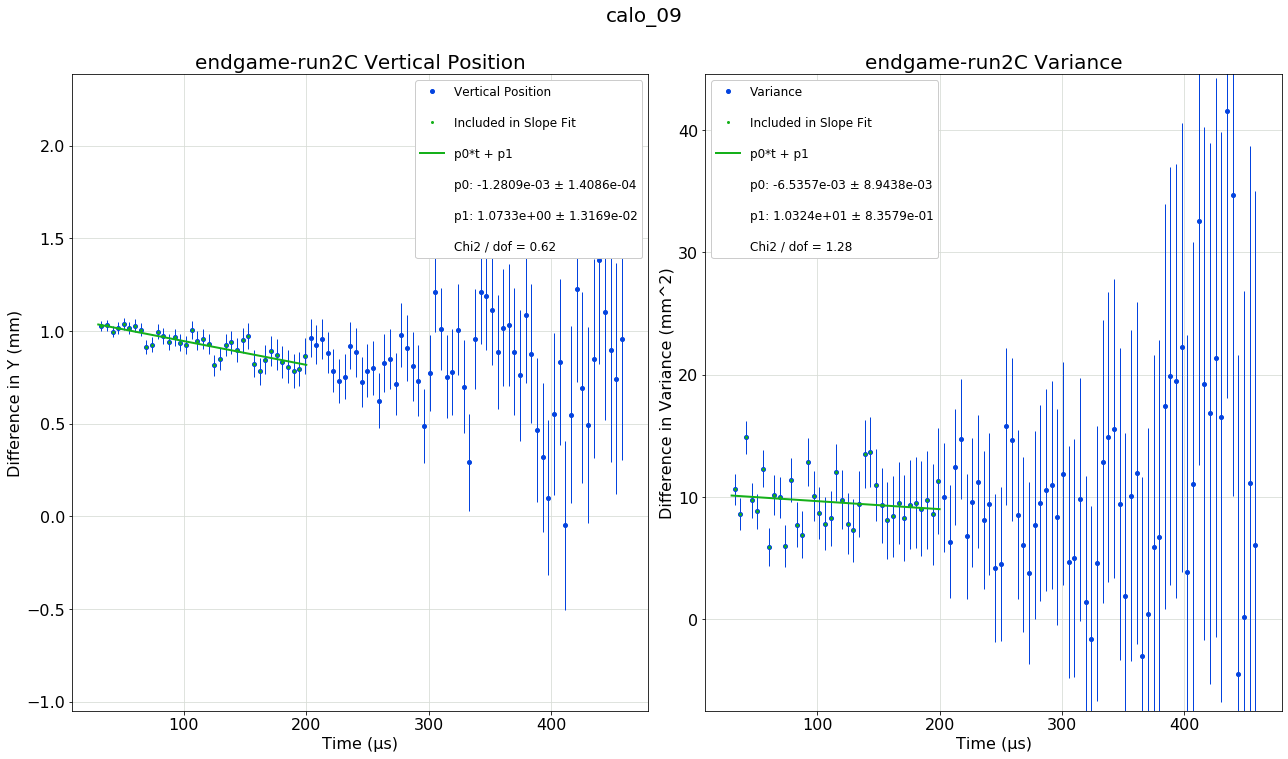 calo_09
endgame-run2C Vertical Position
Difference in Y (mm)
2.0
1.5
1.0
0.5
0.0
−0.5
−1.0
100
200
300
400
Time (µs)
Vertical Position
Included in Slope Fit
p0*t + p1
p0: -1.2809e-03 ± 1.4086e-04
p1: 1.0733e+00 ± 1.3169e-02
Chi2 / dof = 0.62
endgame-run2C Variance
Difference in Variance (mm^2)
40
30
20
10
0
100
200
300
400
Time (µs)
Variance
Included in Slope Fit
p0*t + p1
p0: -6.5357e-03 ± 8.9438e-03
p1: 1.0324e+01 ± 8.3579e-01
Chi2 / dof = 1.28